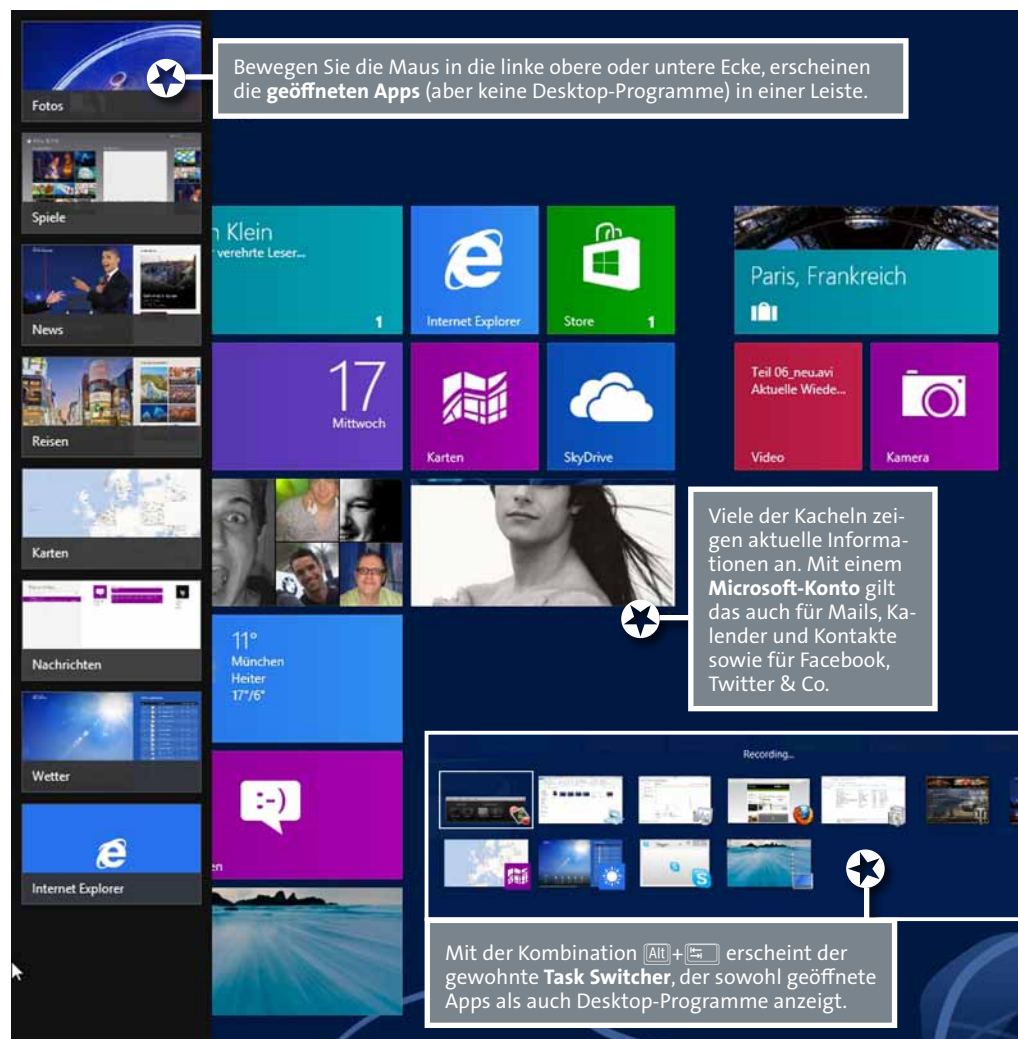 Fotos
Bewegen Sie die Maus in die linke obere oder untere Ecke, erscheinen
die geöffneten Apps (aber keine Desktop-Programme) in einer Leiste.
Spiele
News
Reisen
Karten
Nachrichten
Wetter
Internet Explorer
n Klein
verehrte Leser...
1
Internet Explorer
Store 1
Paris, Frankreich
17
Mittwoch
Karten
SkyDrive
Teil 06_neu.avi
Aktuelle Wiede...
Video
Kamera
Viele der Kacheln zei-
gen aktuelle Informa-
tionen an. Mit einem
Microsoft-Konto gilt
das auch für Mails, Ka-
lender und Kontakte
sowie für Facebook,
Twitter & Co.
11°
München
Heiter
17°/6°
:-)
en
Recording...
Mit der Kombination Alt+ erscheint der
gewohnte Task Switcher, der sowohl geöffnete
Apps als auch Desktop-Programme anzeigt.